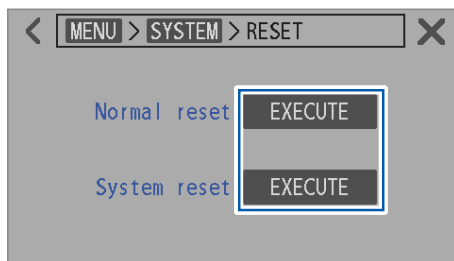 MENU > SYSTEM > RESET
Normal reset EXECUTE
System reset EXECUTE